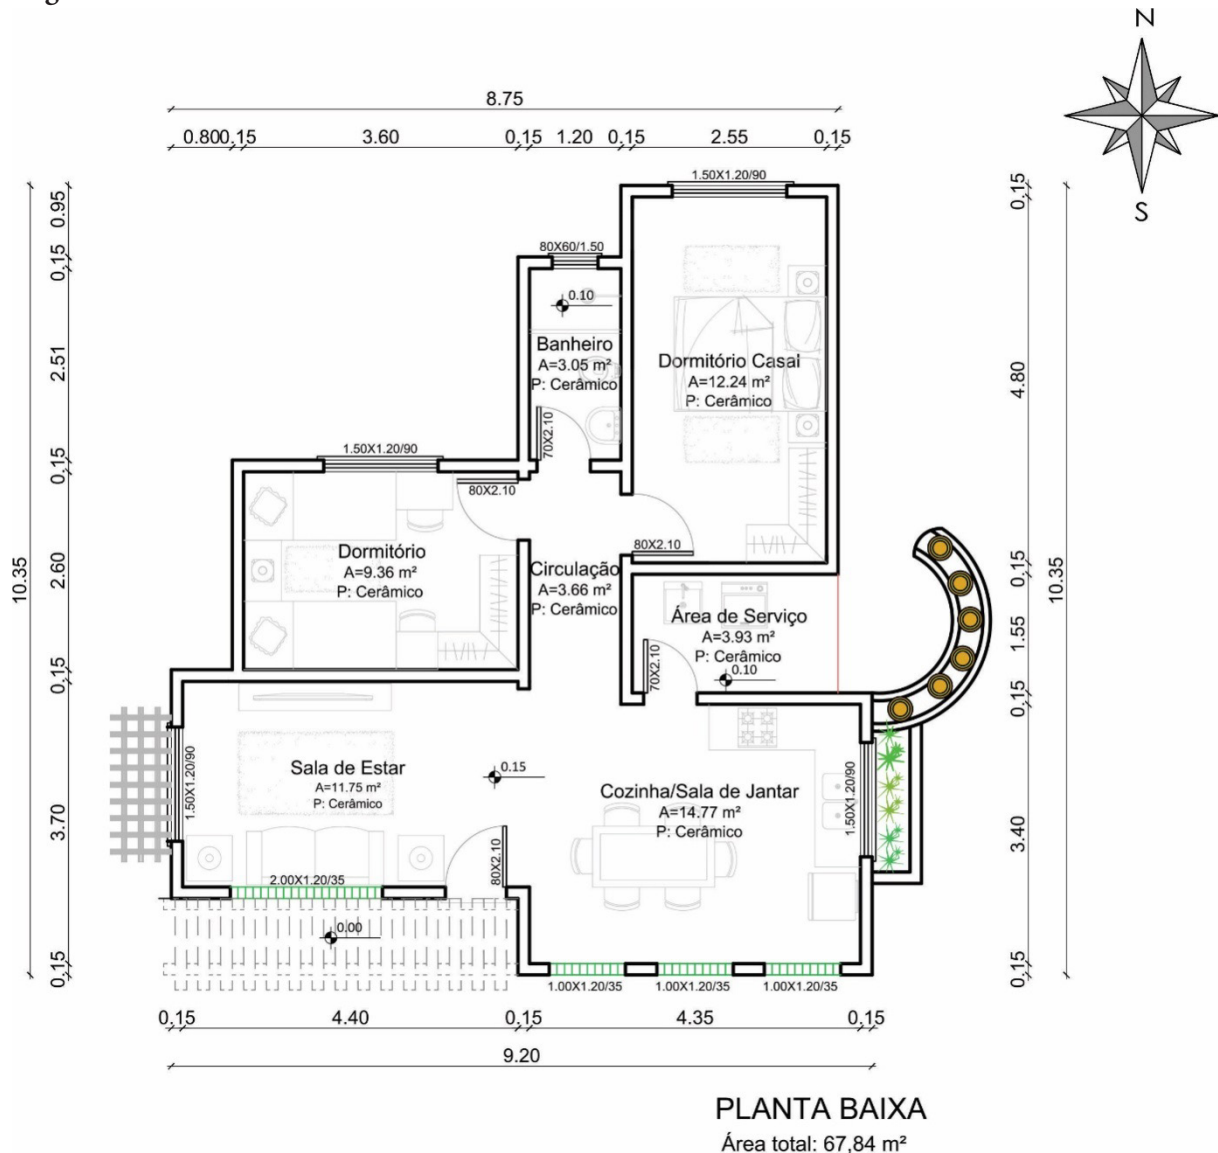 N
S
8.75
0.80
0,15
3.60
0,15
1.20
0,15
2.55
0,15
10.35
0.95
0,15
2.51
0,15
2.60
0,15
3.70
0,15
1.50X1.20/90
80X60/1.50
0.10
Banheiro
A=3.05 m²
P: Cerâmico
70X2.10
Dormitório Casal
A=12.24 m²
P: Cerâmico
80X2.10
1.50X1.20/90
80X2.10
Dormitório
A=9.36 m²
P: Cerâmico
Circulação
A=3.66 m²
P: Cerâmico
Área de Serviço
A=3.93 m²
P: Cerâmico
0.10
70X2.10
1.50X1.20/90
Sala de Estar
A=11.75 m²
P: Cerâmico
0.15
80X2.10
2.00X1.20/35
0.00
Cozinha/Sala de Jantar
A=14.77 m²
P: Cerâmico
1.50X1.20/90
1.00X1.20/35
1.00X1.20/35
1.00X1.20/35
0,15
4.80
0,15
1.55
0,15
3.40
0,15
10.35
0,15
4.40
0,15
4.35
0,15
9.20
PLANTA BAIXA
Área total: 67,84 m²